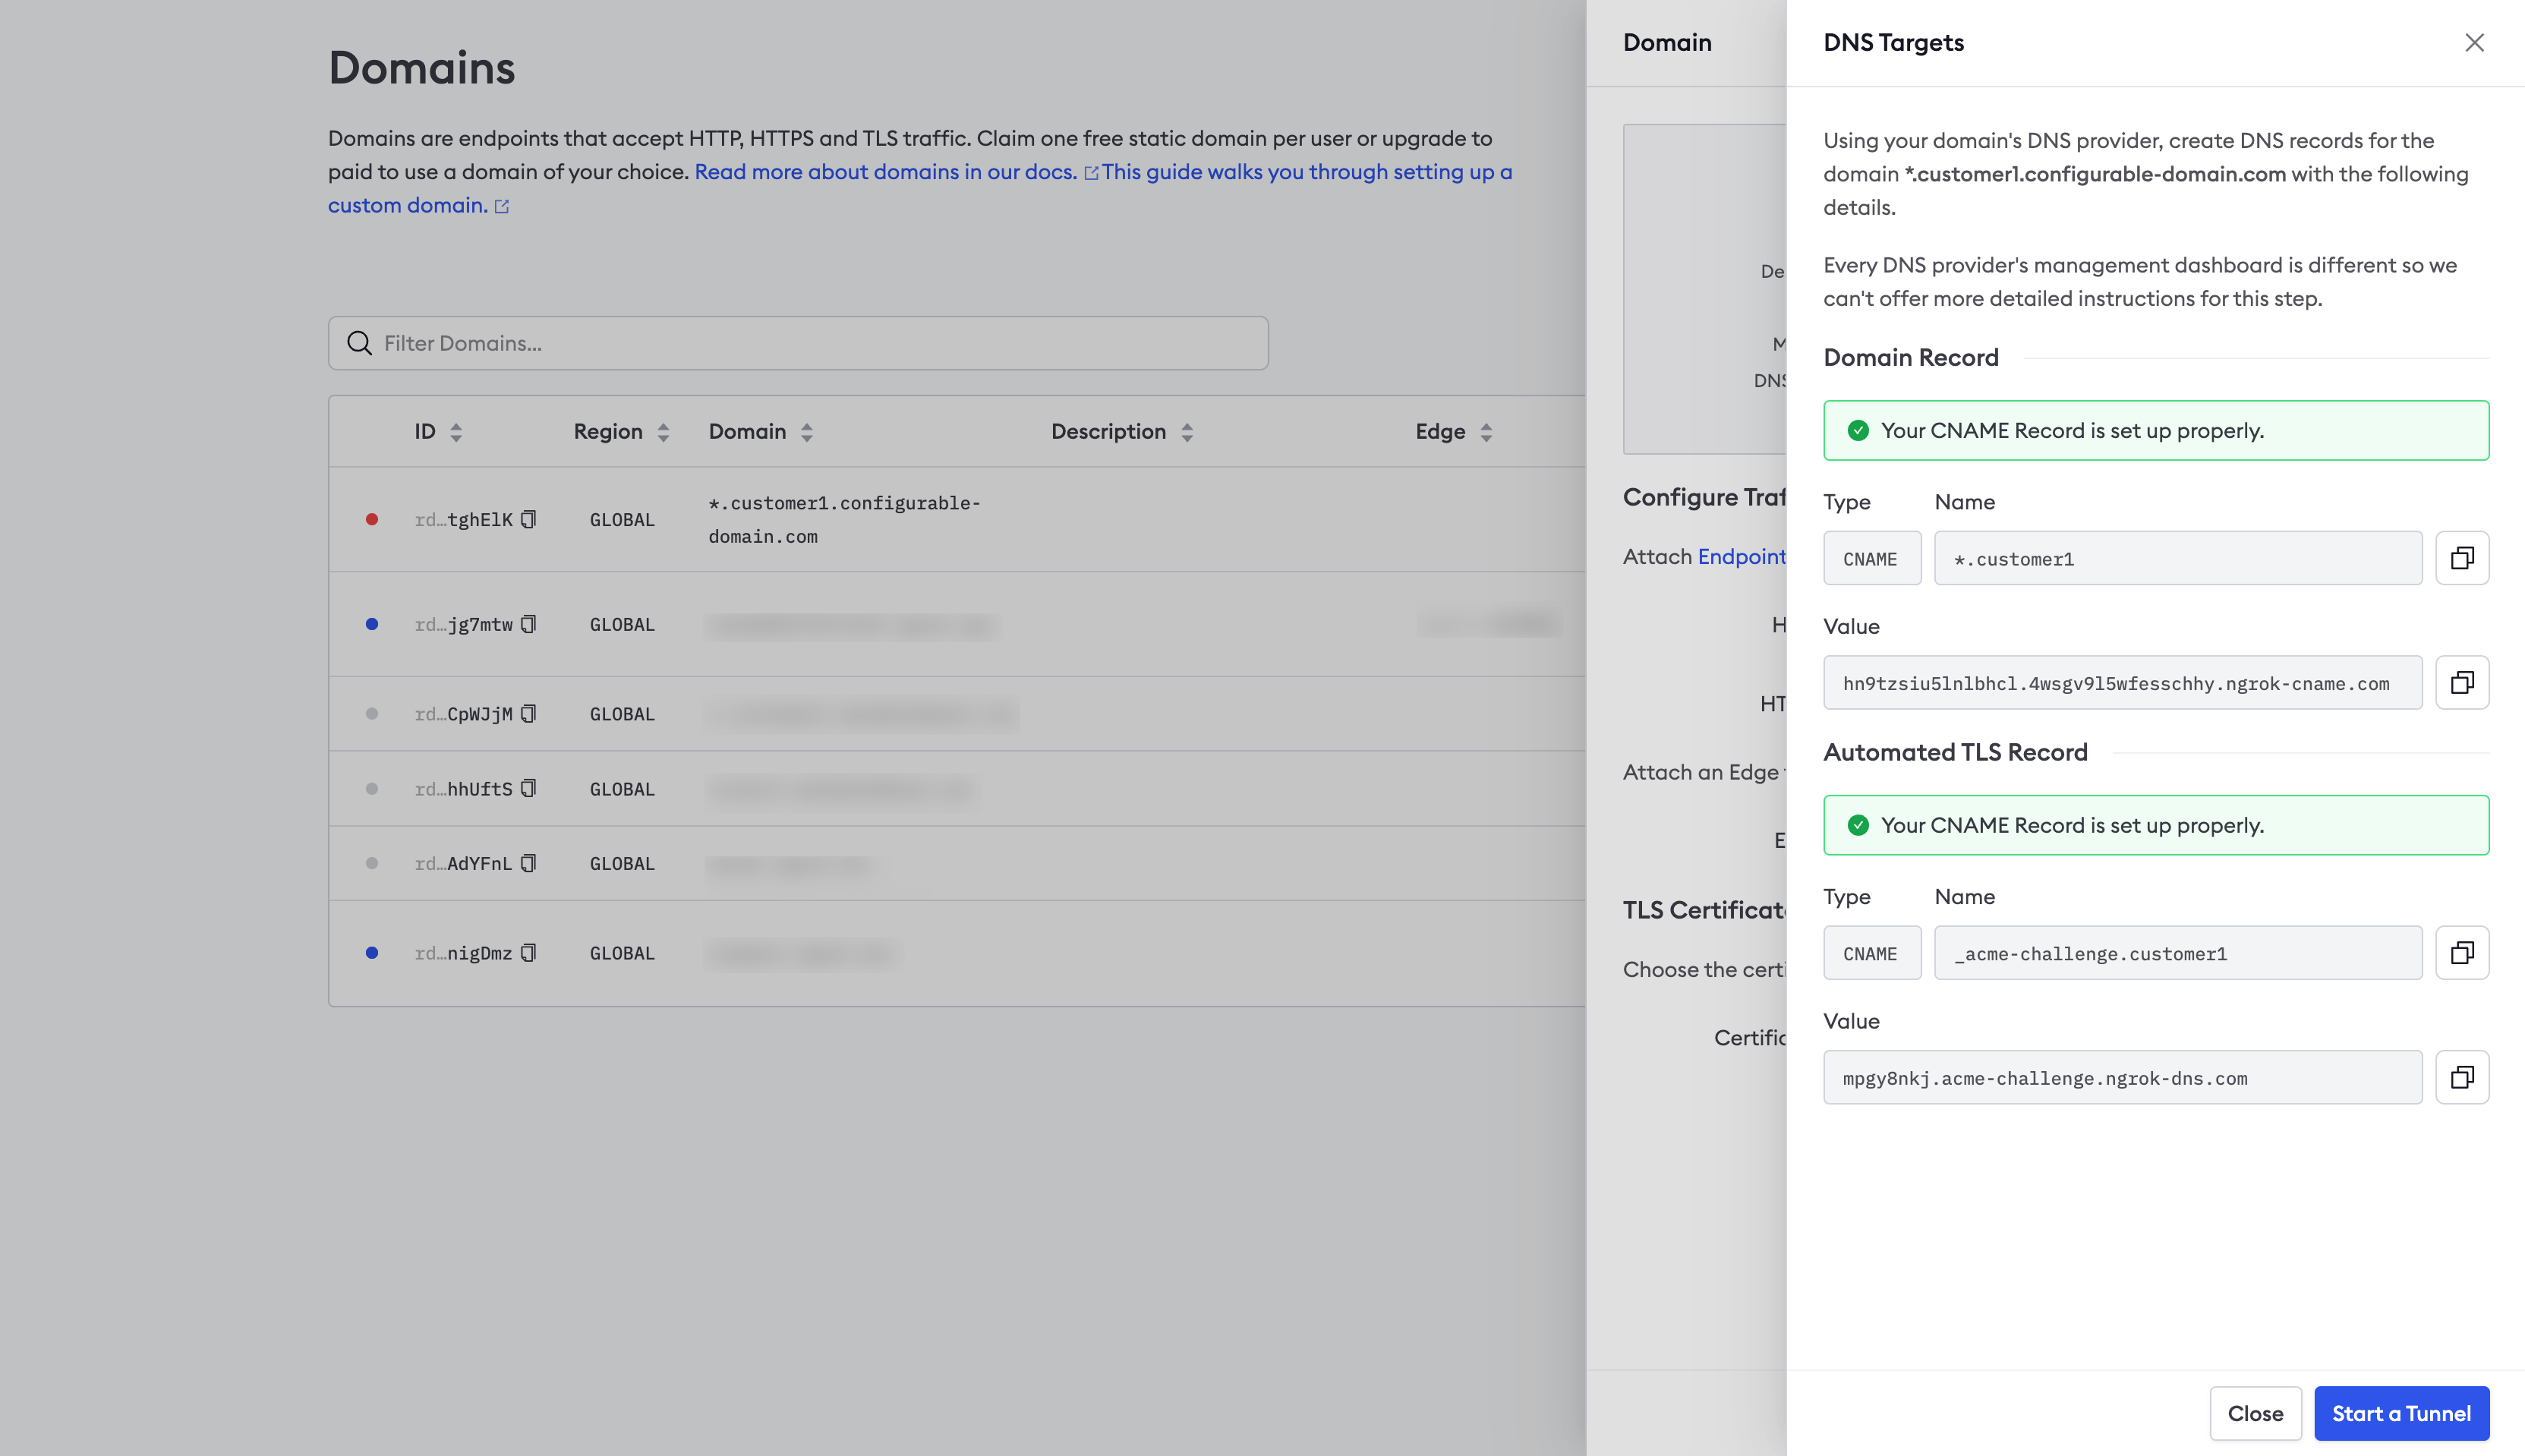 Domains
Domains are endpoints that accept HTTP, HTTPS and TLS traffic. Claim one free static domain per user or upgrade to
paid to use a domain of your choice. Read more about domains in our docs. This guide walks you through setting up a
custom domain.
Filter Domains...
ID Region Domain Description Edge
rd…tghElK GLOBAL *.customer1.configurable-
domain.com
rd…jg7mtw GLOBAL
rd…CpWJjM GLOBAL
rd…hhUftS GLOBAL
rd…AdYFnL GLOBAL
rd…nigDmz GLOBAL
Domain
De
M
DNS
Configure Traf
Attach Endpoint
H
HT
Attach an Edge
E
TLS Certificat
Choose the certi
Certific
DNS Targets
Using your domain's DNS provider, create DNS records for the
domain *.customer1.configurable-domain.com with the following
details.
Every DNS provider's management dashboard is different so we
can't offer more detailed instructions for this step.
Domain Record
Your CNAME Record is set up properly.
Type Name
CNAME *.customer1
Value
hn9tzsiu5lnlbhcl.4wsgv9l5wfesschhy.ngrok-cname.com
Automated TLS Record
Your CNAME Record is set up properly.
Type Name
CNAME _acme-challenge.customer1
Value
mpgy8nkj.acme-challenge.ngrok-dns.com
Close Start a Tunnel